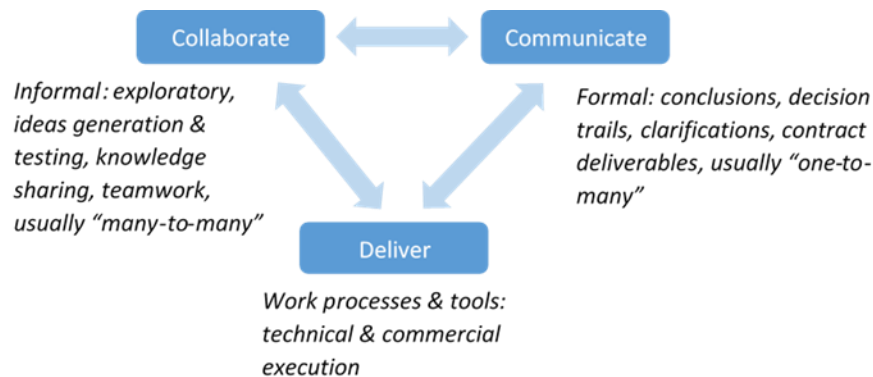 Collaborate
Communicate
Informal: exploratory,
ideas generation &
testing, knowledge
sharing, teamwork,
usually “many-to-many”
Formal: conclusions, decision
trails, clarifications, contract
deliverables, usually “one-to-
many”
Deliver
Work processes & tools:
technical & commercial
execution